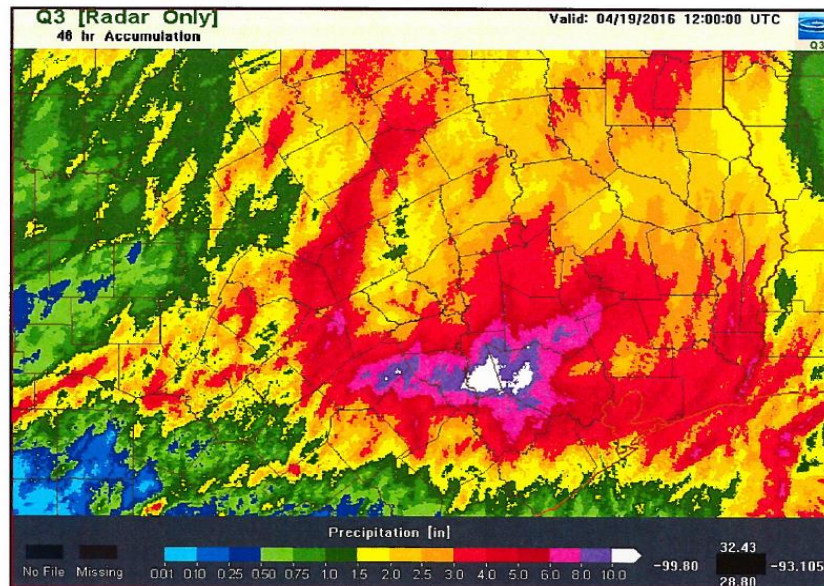 Q3 [Radar Only]
48 hr Accumulation
Valid: 04/19/2016 12:00:00 UTC
Q3
Precipitation [in]
No File
Missing
0.01 0.10 0.25 0.50 0.75 1.0 1.5 2.0 2.5 3.0 4.0 5.0 6.0 8.0 10.0
-99.80
32.43
-93.105
28.80